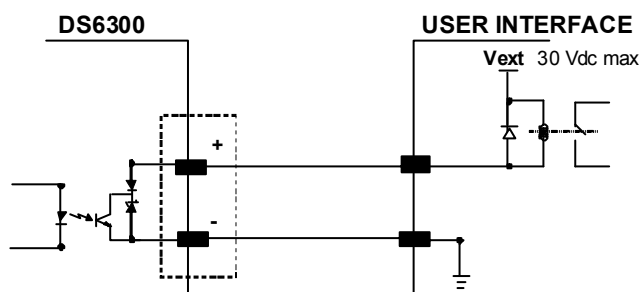 DS6300
USER INTERFACE
Vext 30 Vdc max
+
-